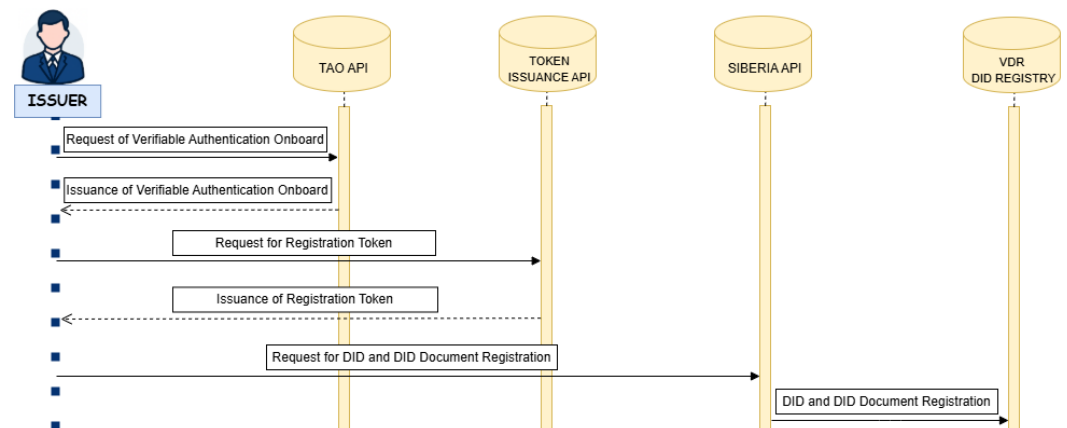 ISSUER
TAO API
TOKEN
ISSUANCE API
SIBERIA API
VDR
DID REGISTRY
Request of Verifiable Authentication Onboard
Issuance of Verifiable Authentication Onboard
Request for Registration Token
Issuance of Registration Token
Request for DID and DID Document Registration
DID and DID Document Registration